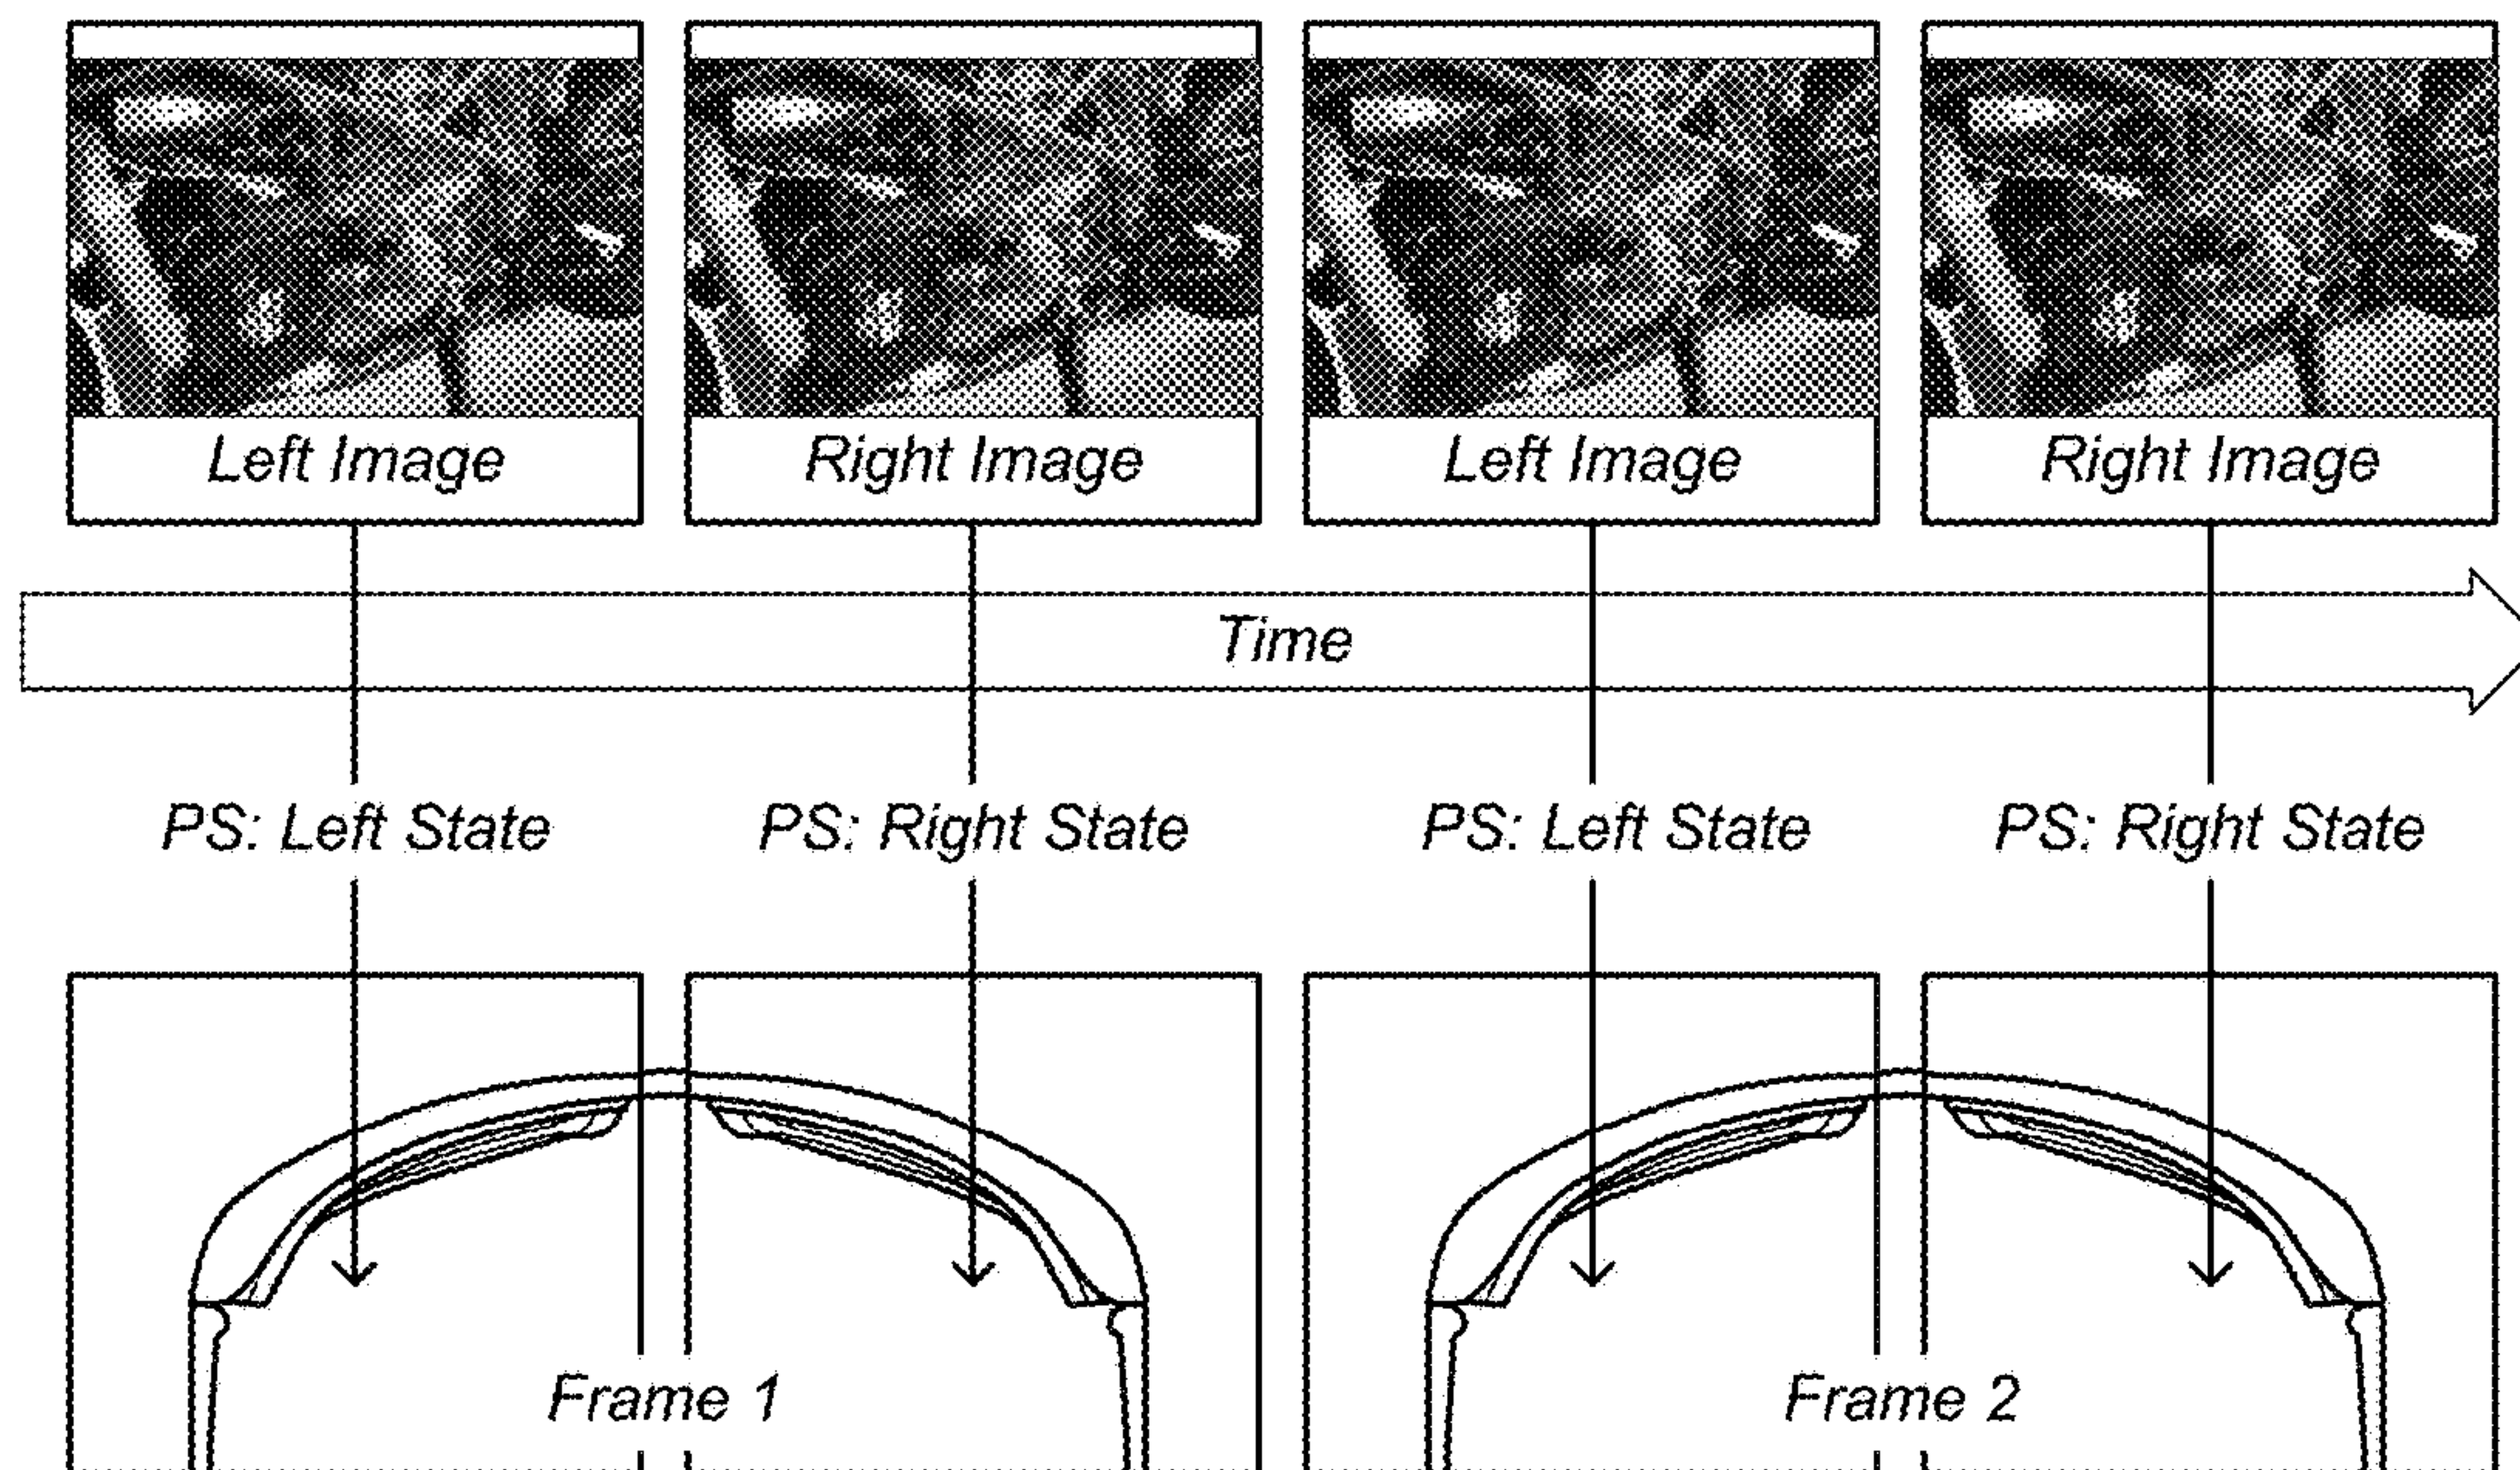 Left Image
Right Image
Left Image
Right Image
Time
PS: Left State
PS: Right State
PS: Left State
PS: Right State
Frame 1
Frame 2